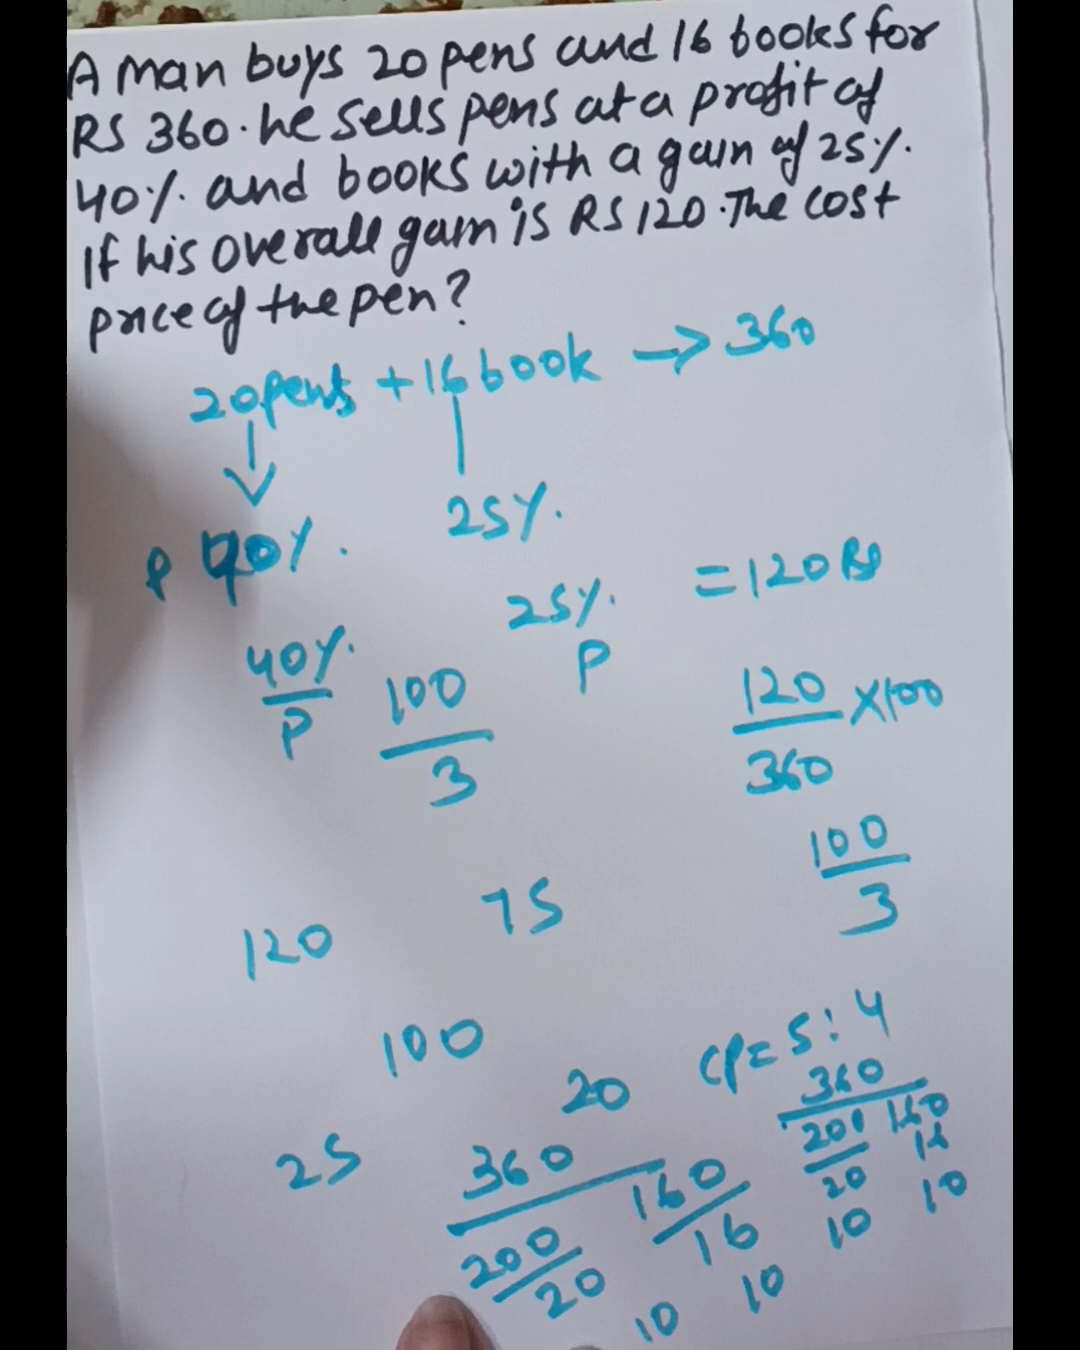 A man buys 20 pens and 16 books for
RS 360. he sells pens at a profit of
40%. and books with a gain of 25%.
If his overall gain is RS 120. The cost
price of the pen?
20 pens + 16 book → 360
40%. 25%.
25%. = 120 Rs
40%. P
P 100 120 × 100
3 360
100
3
120 75
100
CP = 5 : 4
20 360
25 360 200 160
160 20 16
200 16 10 10
20 10 10